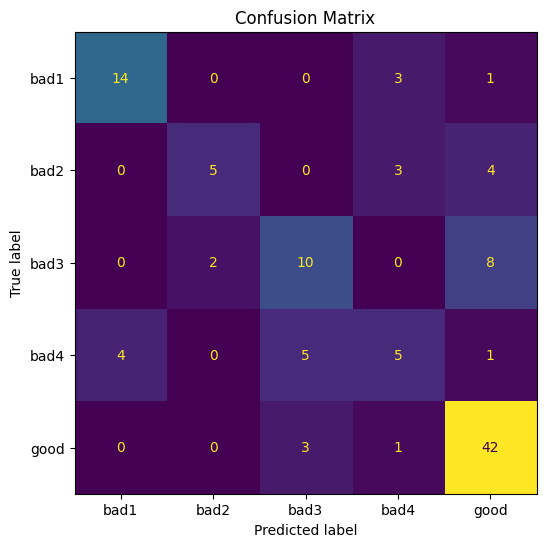 Confusion Matrix
True label
bad1 14 0 0 3 1
bad2 0 5 0 3 4
bad3 0 2 10 0 8
bad4 4 0 5 5 1
good 0 0 3 1 42
bad1 bad2 bad3 bad4 good
Predicted label